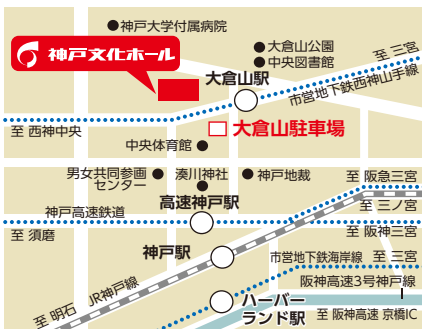 神戸大学付属病院
神戸文化ホール
大倉山公園
中央図書館
至 三宮
大倉山駅
市営地下鉄西神山手線
至 西神中央
大倉山駐車場
中央体育館
男女共同参画
センター
湊川神社
神戸地裁
至 阪急三宮
神戸高速鉄道
高速神戸駅
至 三ノ宮
至 須磨
至 阪神三宮
神戸駅
市営地下鉄海岸線
至 三宮
阪神高速3号神戸線
至 明石
JR神戸線
ハーバー
ランド駅
至 阪神高速 京橋IC